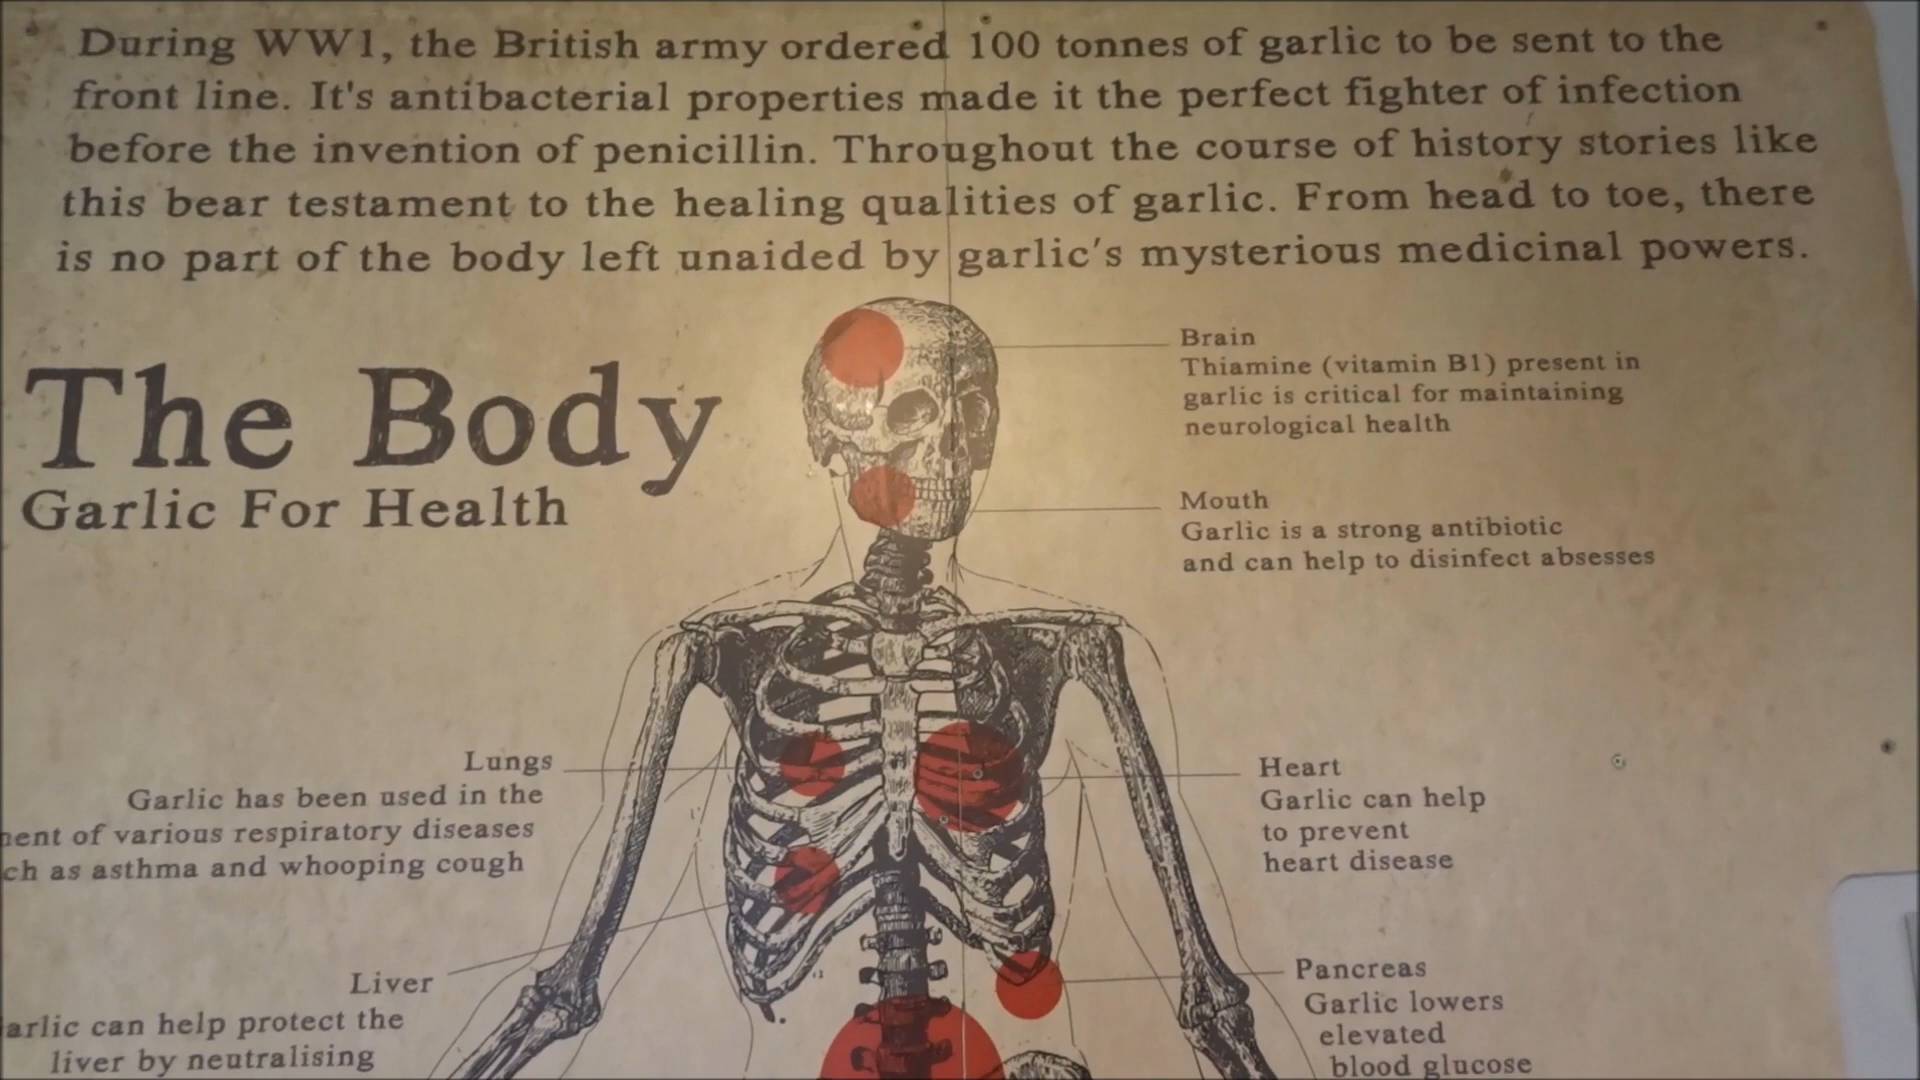 During WW1, the British army ordered 100 tonnes of garlic to be sent to the
front line. It's antibacterial properties made it the perfect fighter of infection
before the invention of penicillin. Throughout the course of history stories like
this bear testament to the healing qualities of garlic. From head to toe, there
is no part of the body left unaided by garlic's mysterious medicinal powers.
The Body
Garlic For Health
Brain
Thiamine (vitamin B1) present in
garlic is critical for maintaining
neurological health
Mouth
Garlic is a strong antibiotic
and can help to disinfect absesses
Lungs
Garlic has been used in the
of various respiratory diseases
as asthma and whooping cough
Heart
Garlic can help
to prevent
heart disease
Liver
can help protect the
liver by neutralising
Pancreas
Garlic lowers
elevated
blood glucose